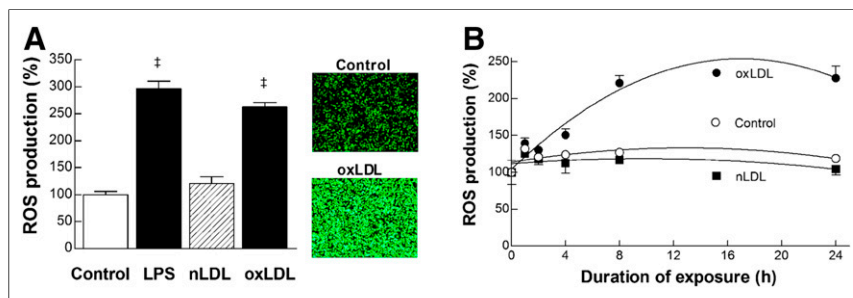 A
ROS production (%)
350
300
250
200
150
100
50
0
‡
‡
Control
LPS
nLDL
oxLDL
Control
oxLDL
B
ROS production (%)
250
200
150
100
50
0
oxLDL
Control
nLDL
0 4 8 12 16 20 24
Duration of exposure (h)